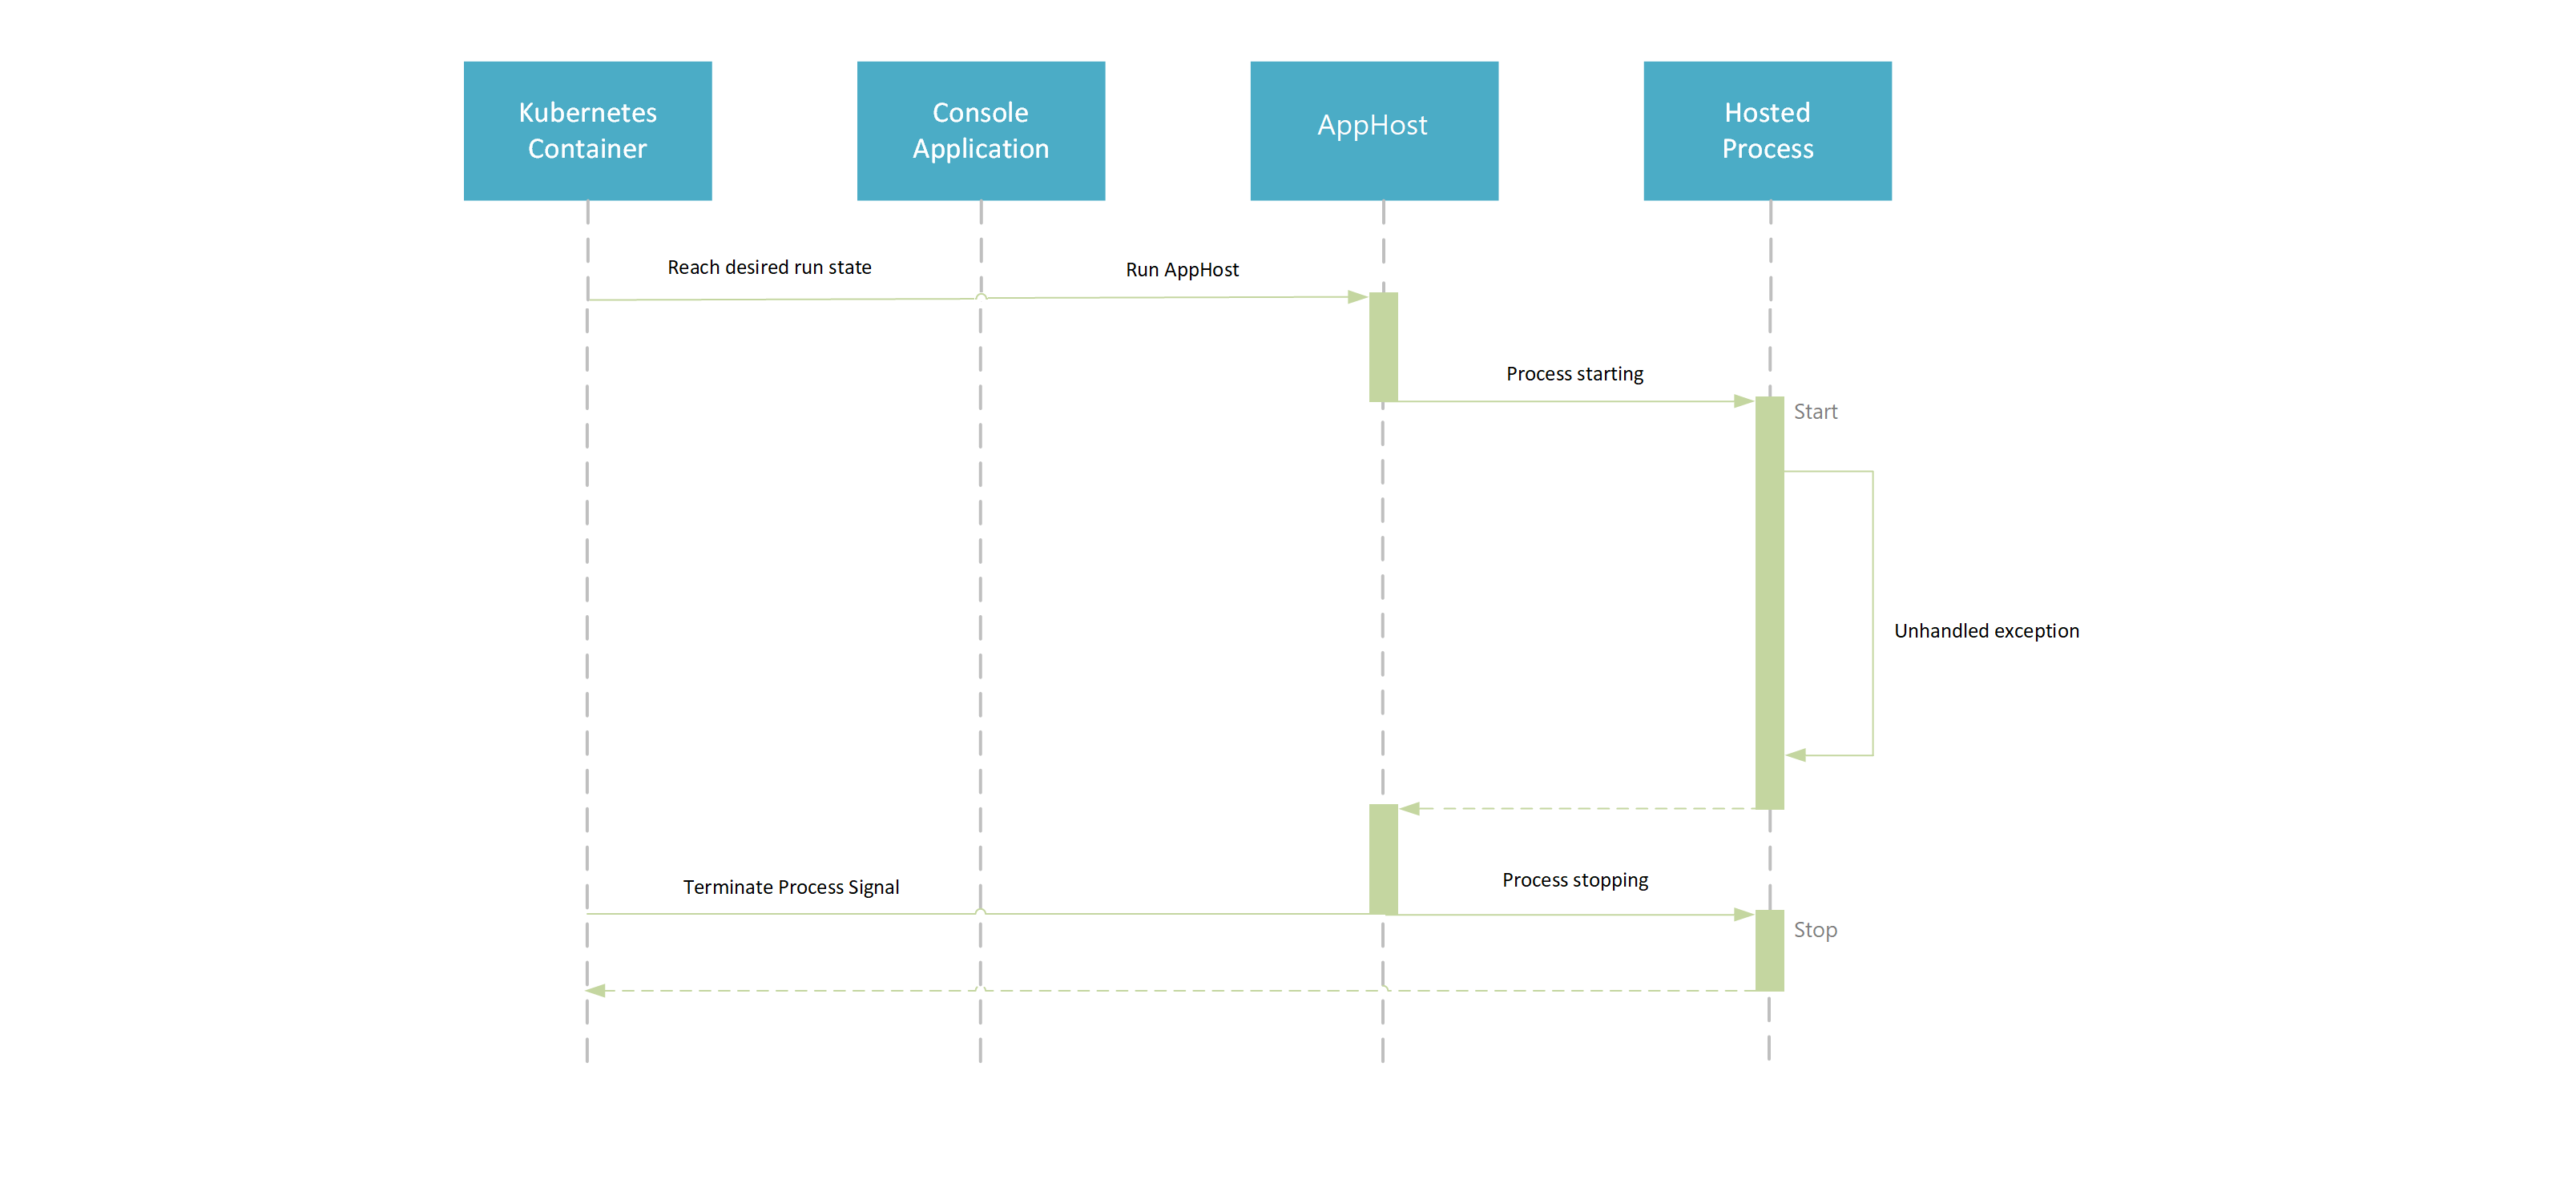 Kubernetes
Container
Console
Application
AppHost
Hosted
Process
Reach desired run state
Run AppHost
Process starting
Start
Unhandled exception
Process stopping
Terminate Process Signal
Stop